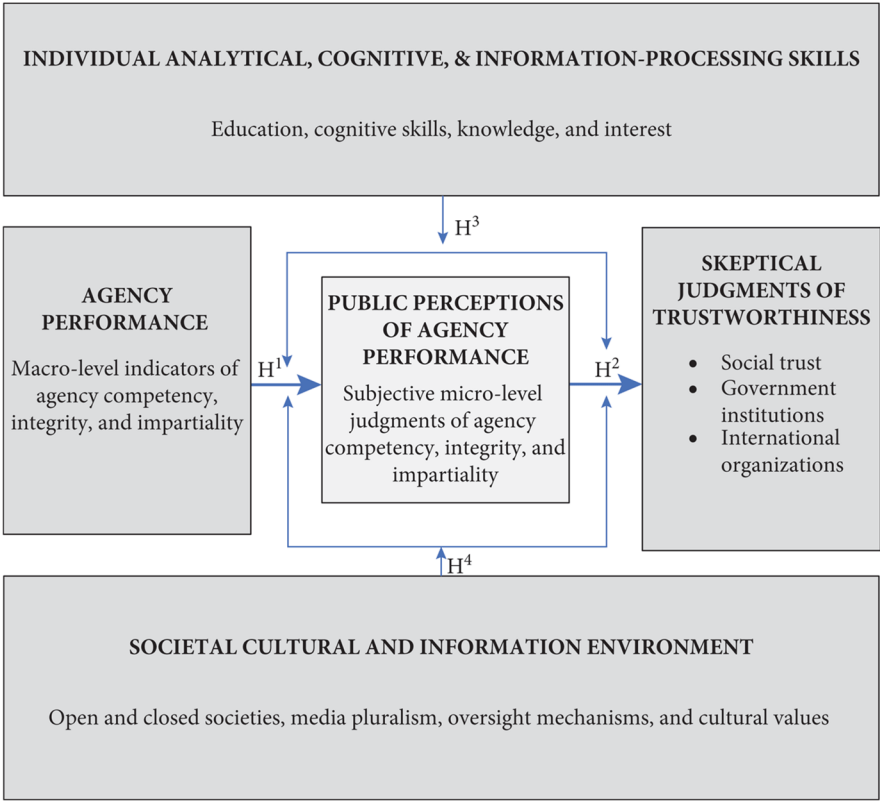 INDIVIDUAL ANALYTICAL, COGNITIVE, & INFORMATION-PROCESSING SKILLS
Education, cognitive skills, knowledge, and interest
H³
AGENCY
PERFORMANCE
Macro-level indicators of
agency competency,
integrity, and impartiality
H¹
PUBLIC PERCEPTIONS
OF AGENCY
PERFORMANCE
Subjective micro-level
judgments of agency
competency, integrity, and
impartiality
H²
SKEPTICAL
JUDGMENTS OF
TRUSTWORTHINESS
• Social trust
• Government
institutions
• International
organizations
H⁴
SOCIETAL CULTURAL AND INFORMATION ENVIRONMENT
Open and closed societies, media pluralism, oversight mechanisms, and cultural values